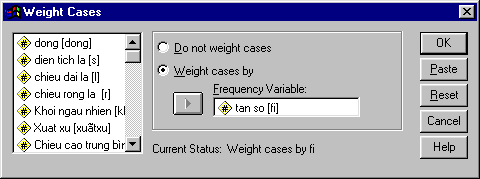 Weight Cases
dong [dong]
dien tich la [s]
chieu dai la [l]
chieu rong la [r]
Khoi ngau nhien [kl
Xuat xu [xuãtxu]
Chieu cao trung bìr
Do not weight cases
Weight cases by
Frequency Variable:
tan so [fi]
Current Status: Weight cases by fi
OK
Paste
Reset
Cancel
Help